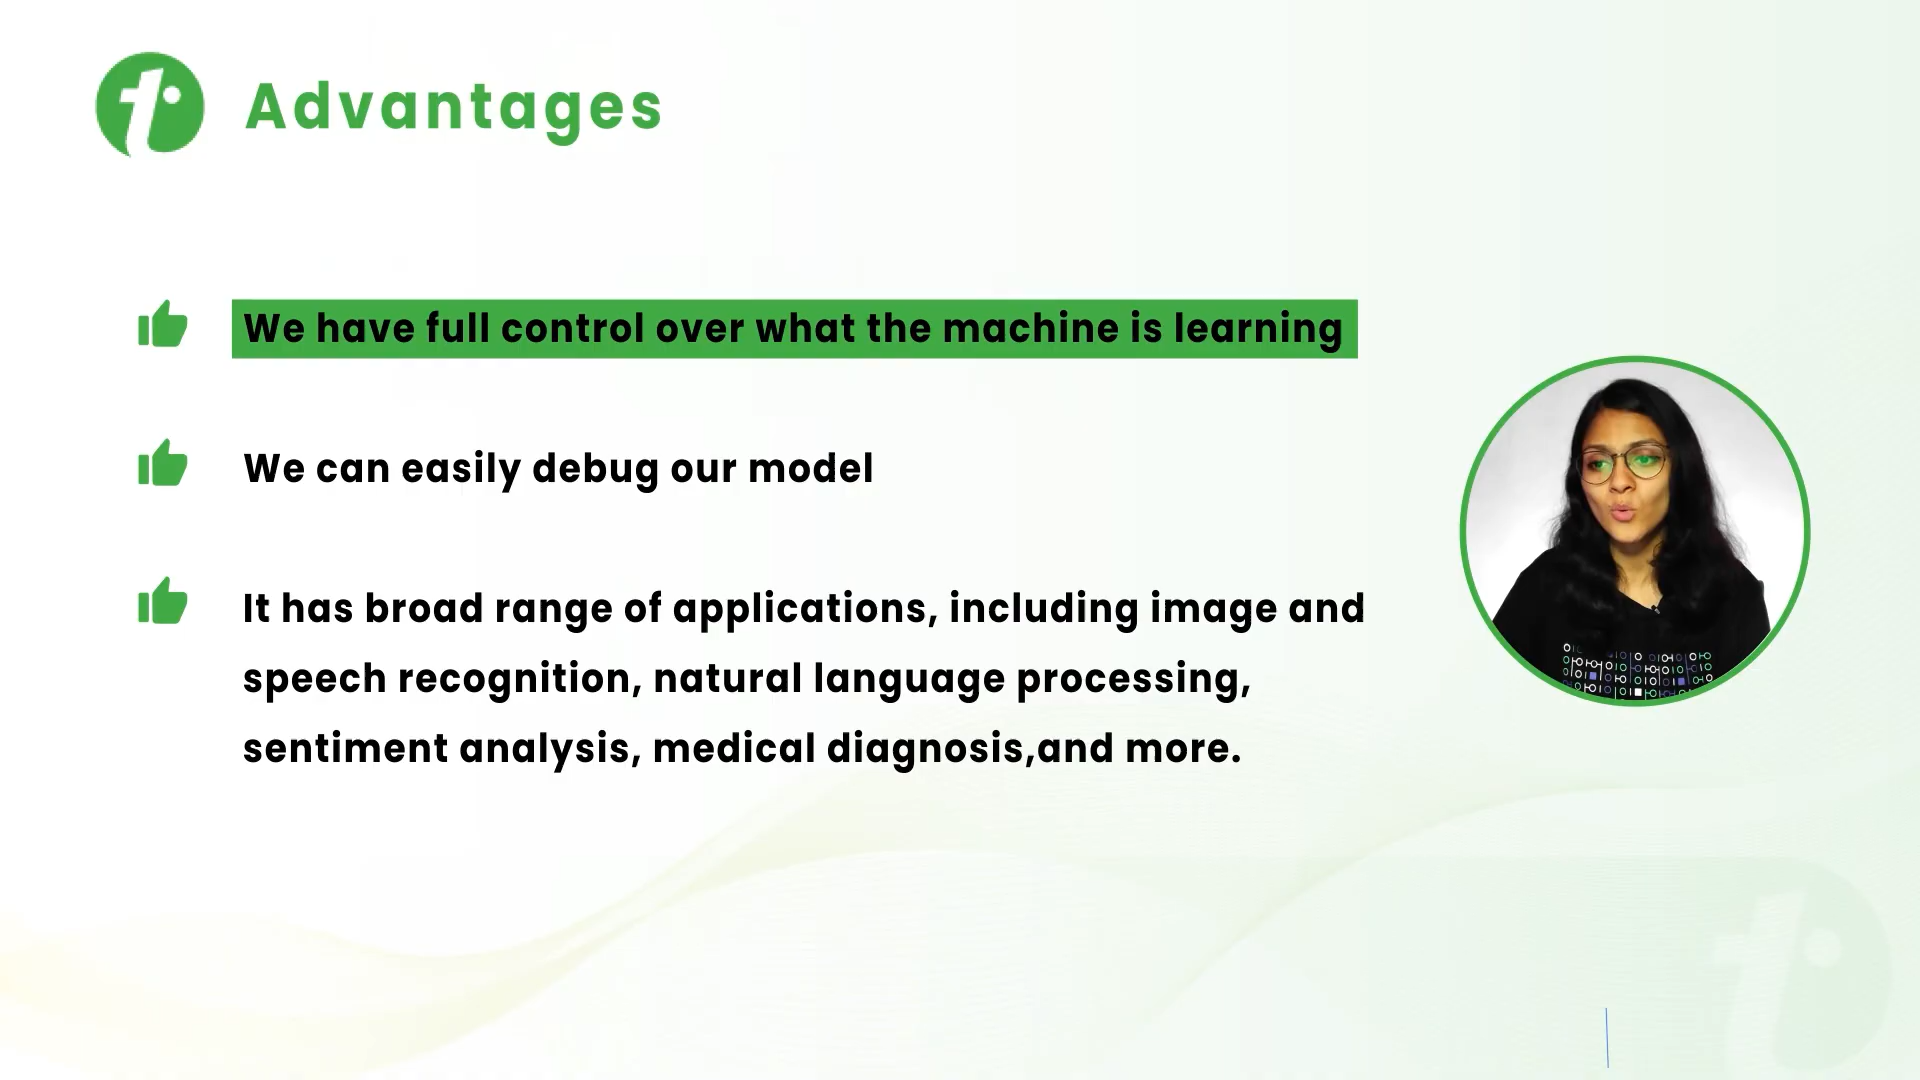 Advantages
We have full control over what the machine is learning
We can easily debug our model
It has broad range of applications, including image and
speech recognition, natural language processing,
sentiment analysis, medical diagnosis,and more.